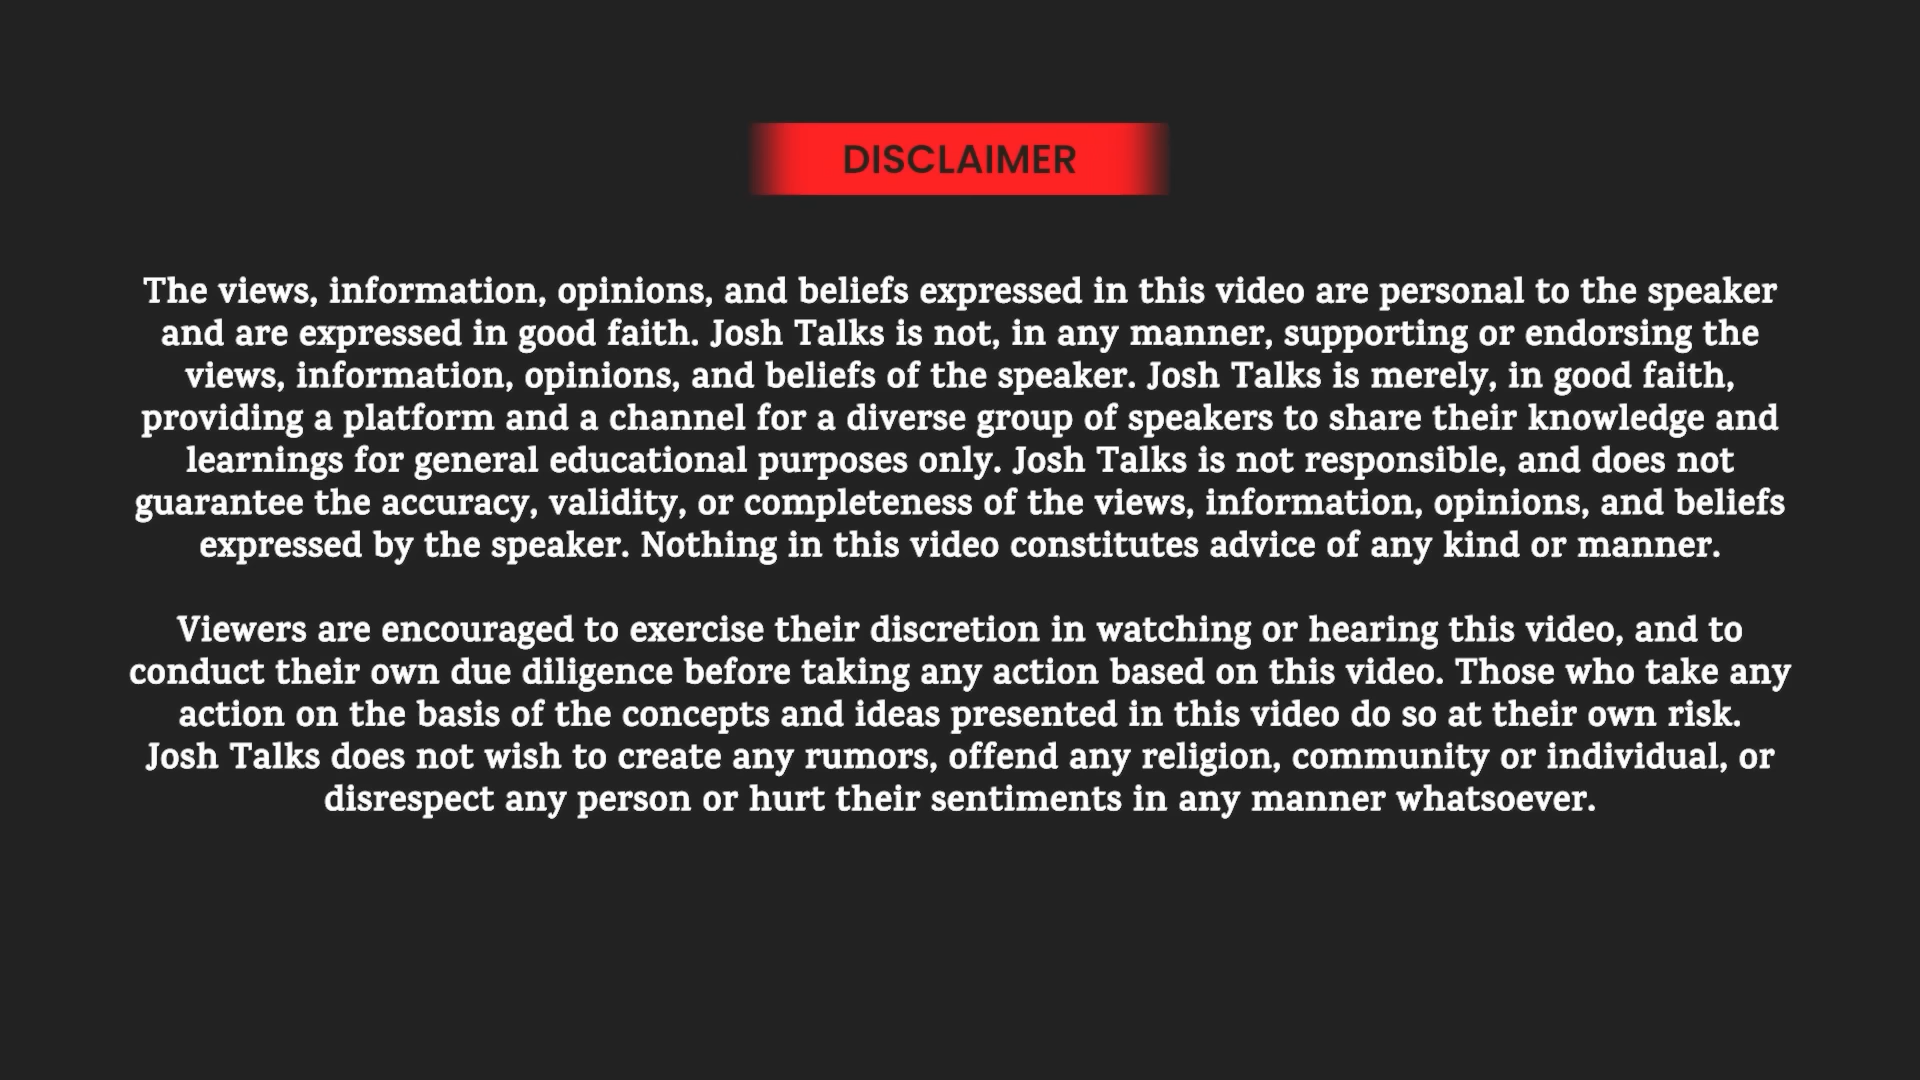 DISCLAIMER
The views, information, opinions, and beliefs expressed in this video are personal to the speaker
and are expressed in good faith. Josh Talks is not, in any manner, supporting or endorsing the
views, information, opinions, and beliefs of the speaker. Josh Talks is merely, in good faith,
providing a platform and a channel for a diverse group of speakers to share their knowledge and
learnings for general educational purposes only. Josh Talks is not responsible, and does not
guarantee the accuracy, validity, or completeness of the views, information, opinions, and beliefs
expressed by the speaker. Nothing in this video constitutes advice of any kind or manner.
Viewers are encouraged to exercise their discretion in watching or hearing this video, and to
conduct their own due diligence before taking any action based on this video. Those who take any
action on the basis of the concepts and ideas presented in this video do so at their own risk.
Josh Talks does not wish to create any rumors, offend any religion, community or individual, or
disrespect any person or hurt their sentiments in any manner whatsoever.